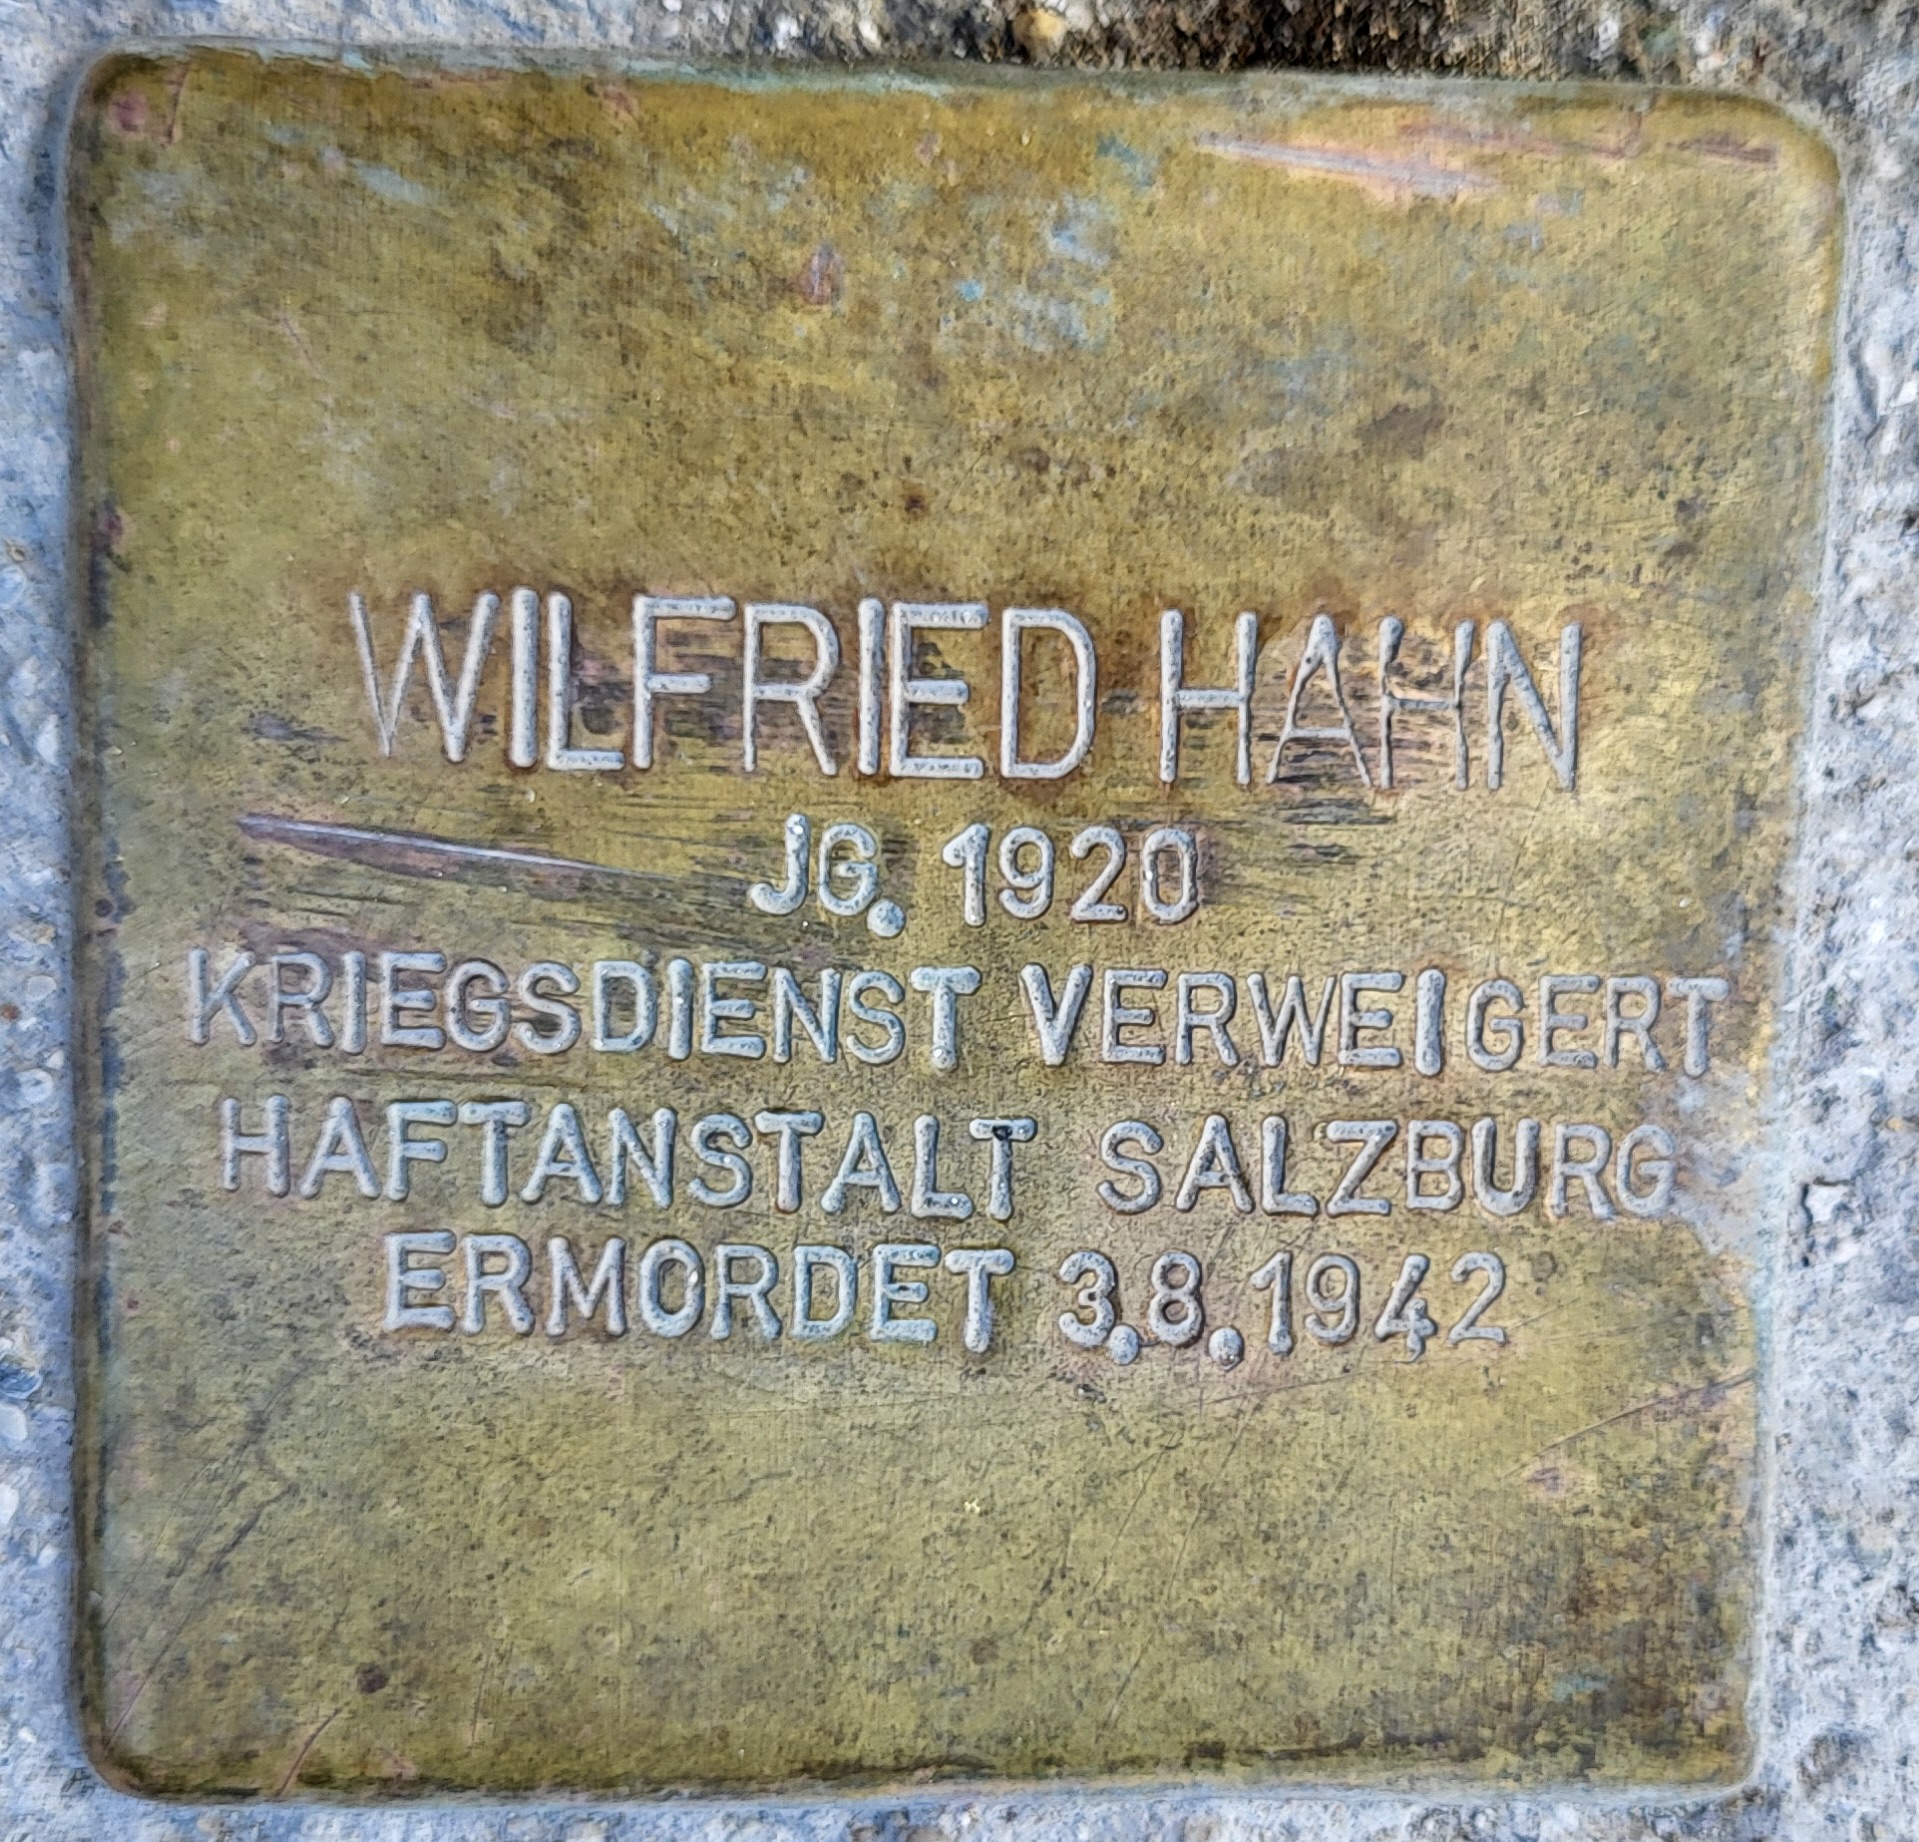 WILFRIED HAHN
JG. 1920
KRIEGSDIENST VERWEIGERT
HAFTANSTALT SALZBURG
ERMORDET 3.8.1942